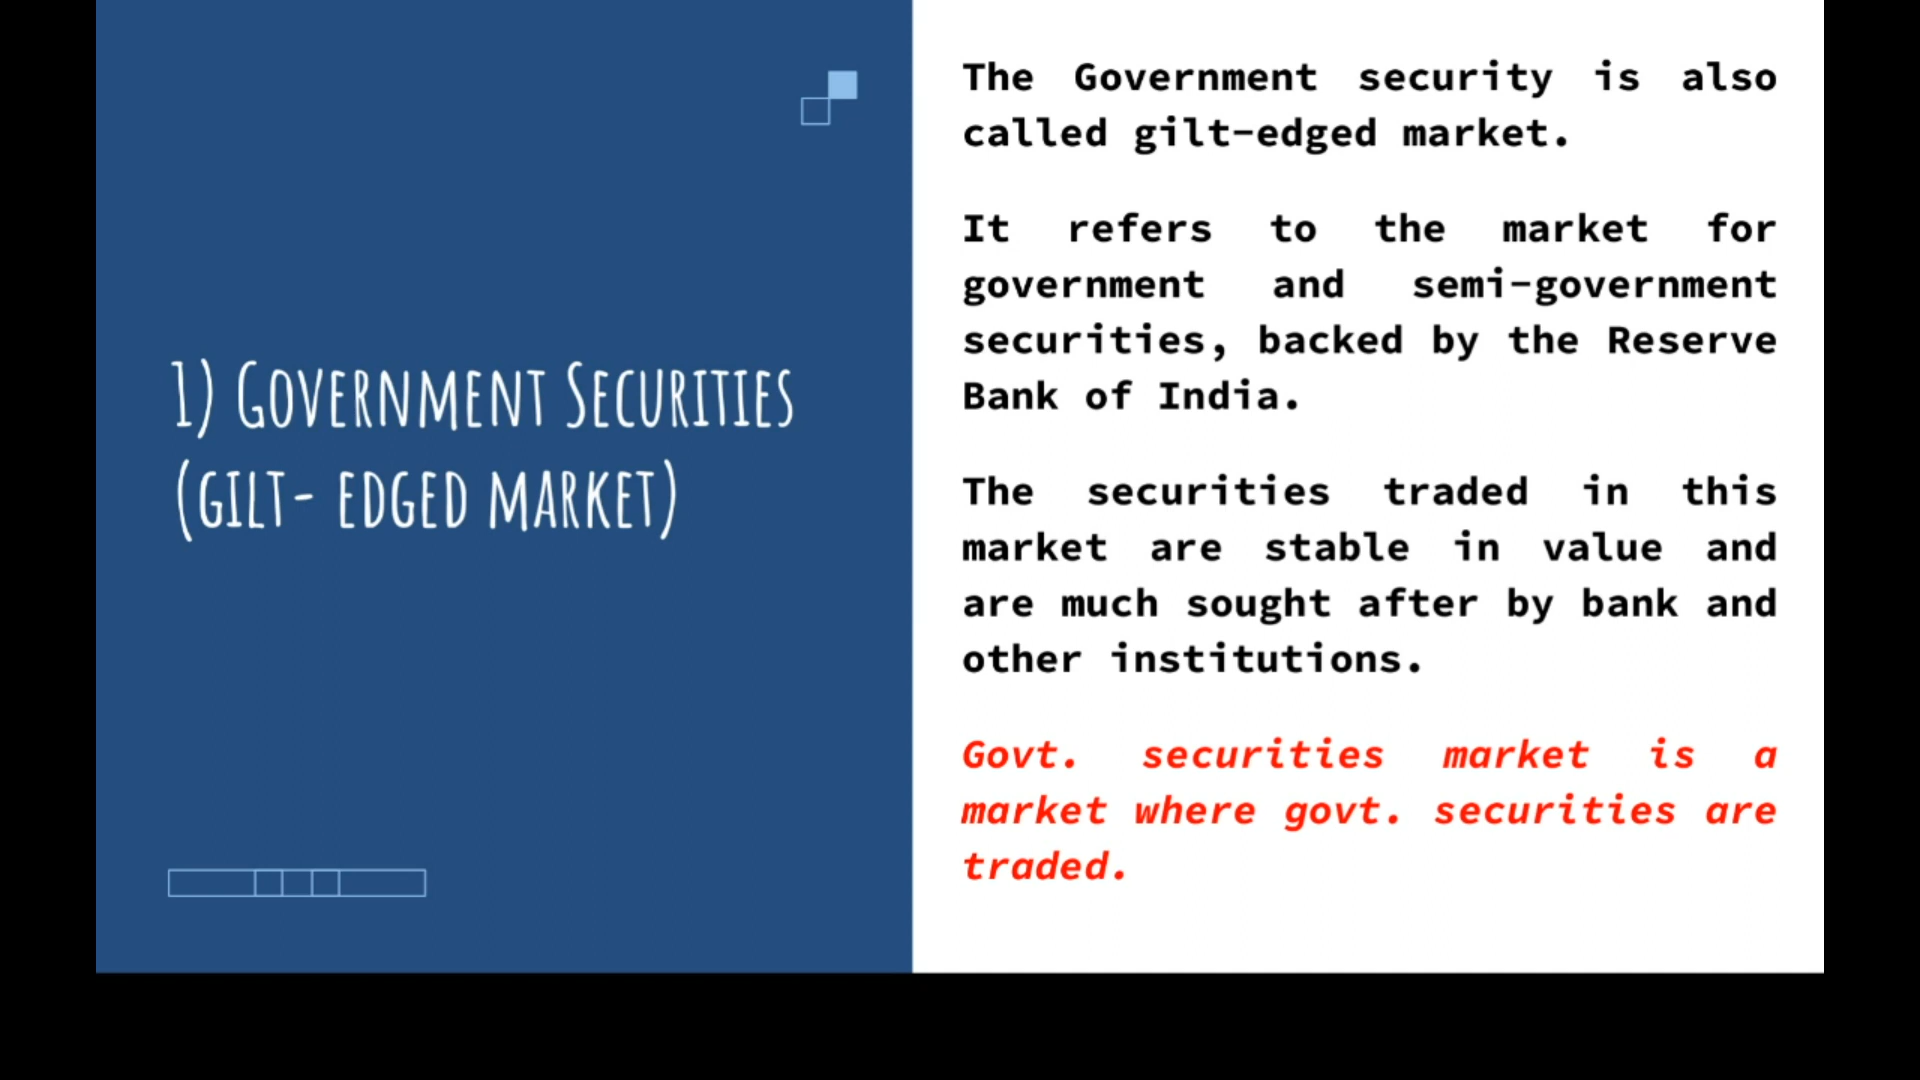 1) Government Securities
(gilt- edged market)
The Government security is also
called gilt-edged market.
It refers to the market for
government and semi-government
securities, backed by the Reserve
Bank of India.
The securities traded in this
market are stable in value and
are much sought after by bank and
other institutions.
Govt. securities market is a
market where govt. securities are
traded.